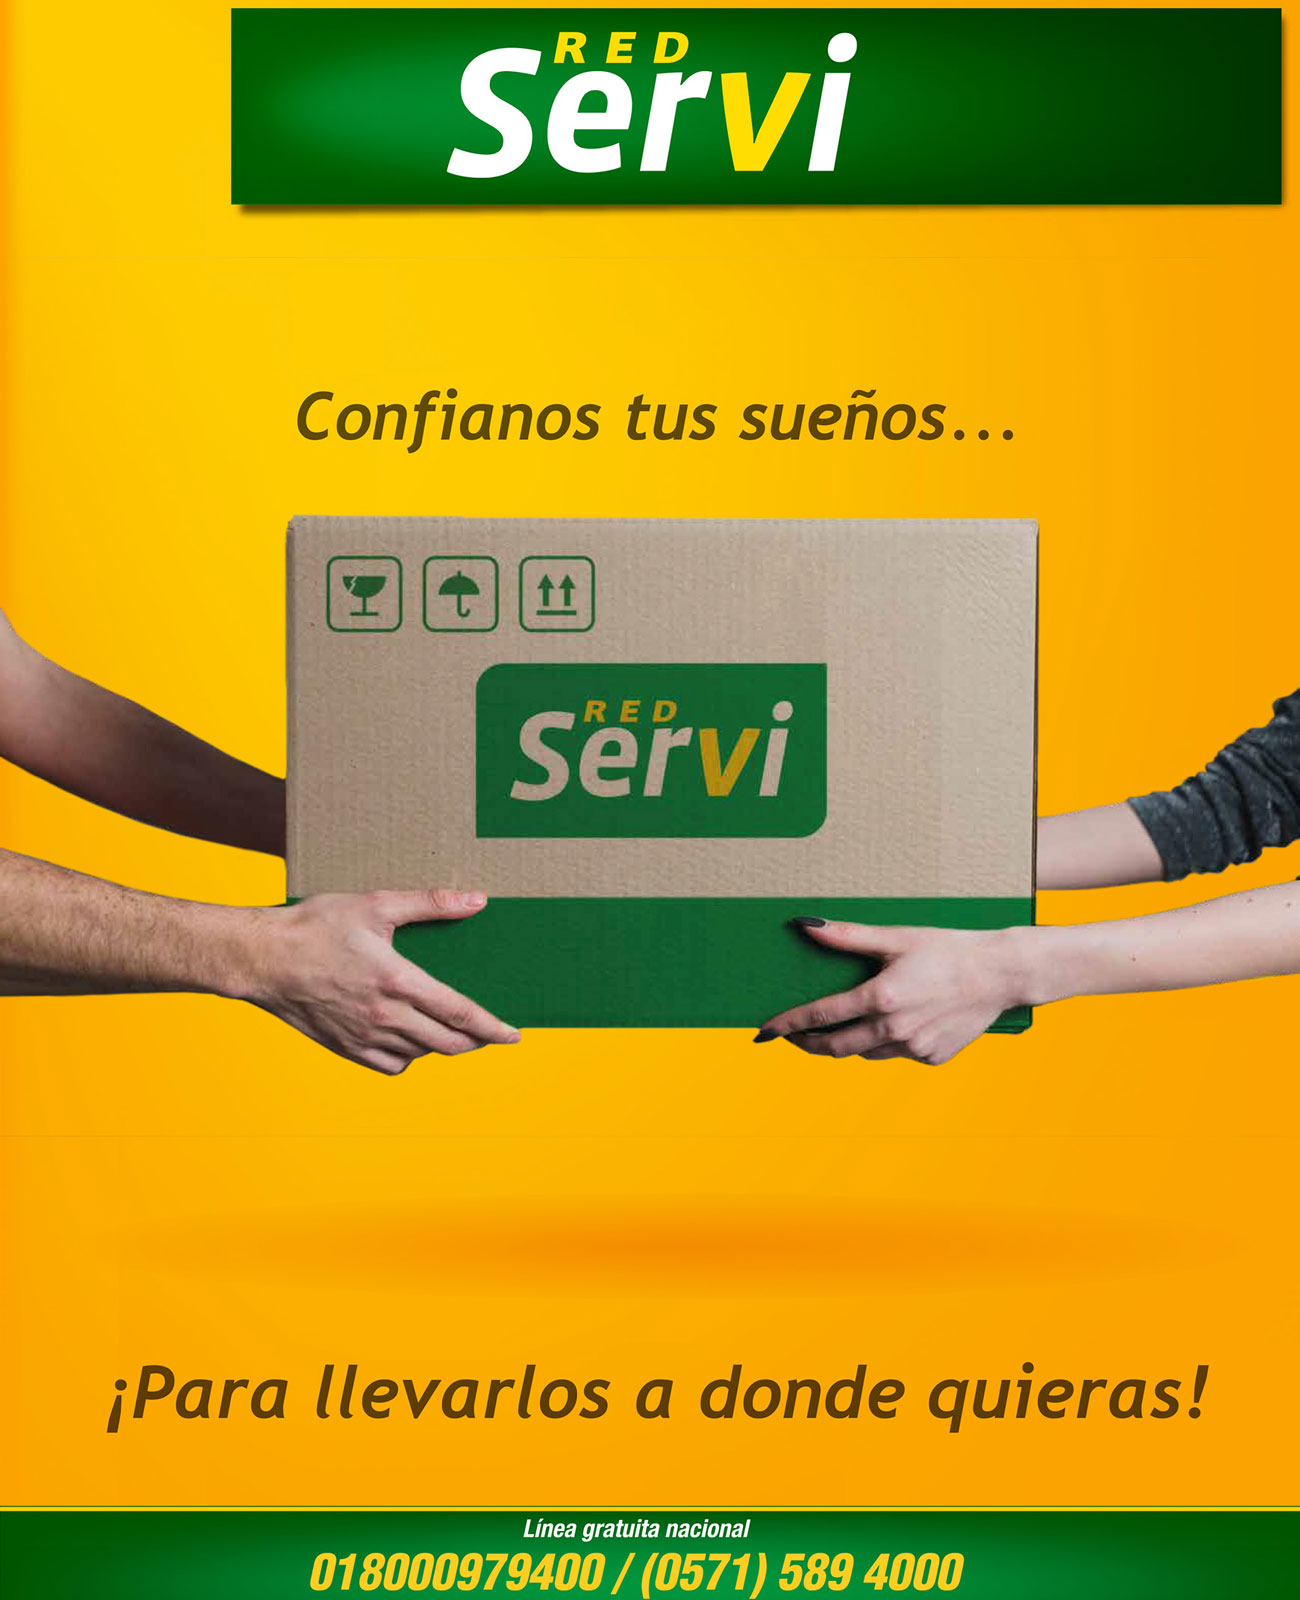 RED
Servi
Confianos tus sueños...
RED
Servi
¡Para llevarlos a donde quieras!
Línea gratuita nacional
018000979400 / (0571) 589 4000